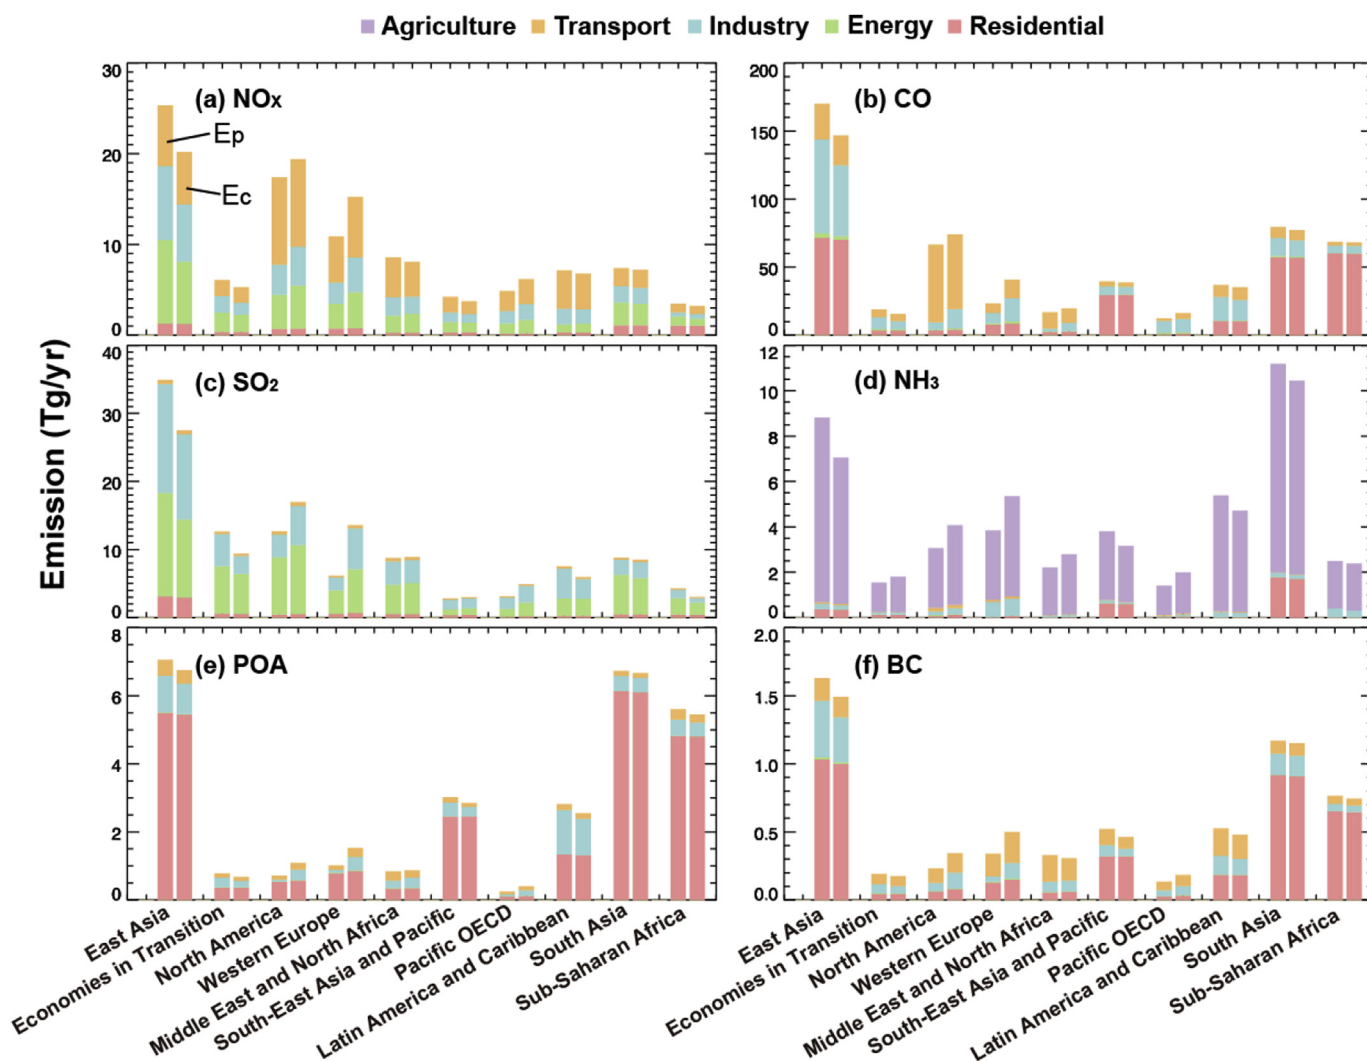 Agriculture Transport Industry Energy Residential
Emission (Tg/yr)
(a) NOx
Ep
Ec
30
20
10
0
(b) CO
200
150
100
50
0
(c) SO2
40
30
20
10
0
(d) NH3
12
10
8
6
4
2
0
(e) POA
8
6
4
2
0
(f) BC
2.0
1.5
1.0
0.5
0.0
East Asia
Economies in Transition
North America
Western Europe
Middle East and North Africa
South-East Asia and Pacific
Pacific OECD
Latin America and Caribbean
South Asia
Sub-Saharan Africa
East Asia
Economies in Transition
North America
Western Europe
Middle East and North Africa
South-East Asia and Pacific
Pacific OECD
Latin America and Caribbean
South Asia
Sub-Saharan Africa